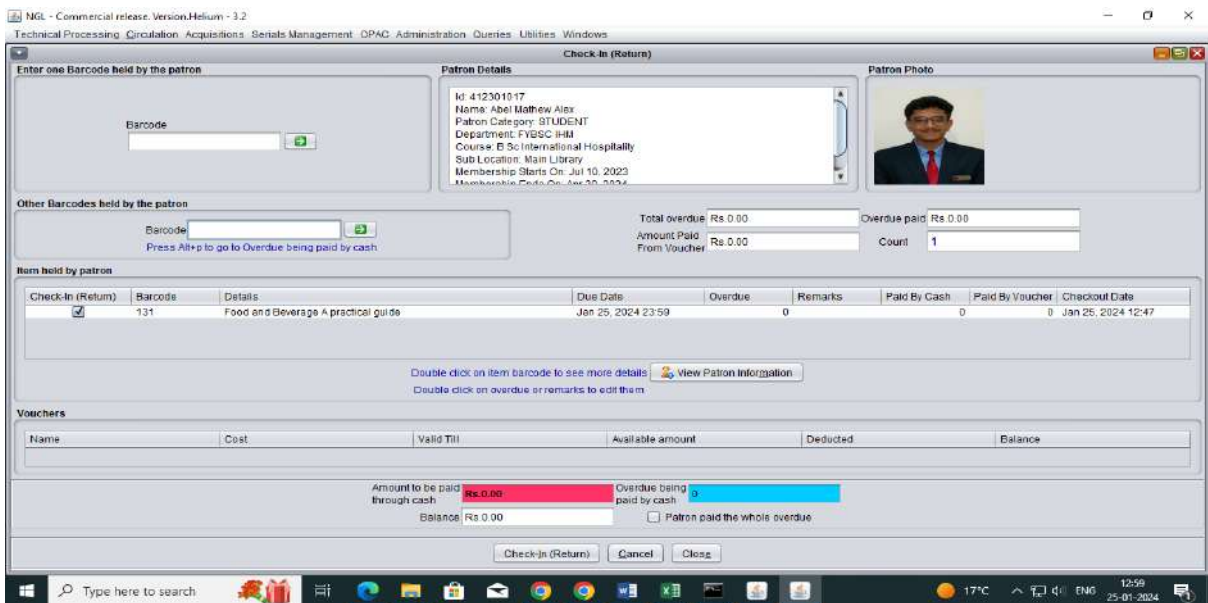 NGL - Commercial release. Version.Helium - 3.2
Technical Processing Circulation Acquisitions Serials Management OPAC Administration Queries Utilities Windows
Check-In (Return)
Enter one Barcode held by the patron
Barcode
Patron Details
Id: 412301017
Name: Abel Mathew Alex
Patron Category: STUDENT
Department: FYBSC IHM
Course: B Sc International Hospitality
Sub Location: Main Library
Membership Starts On: Jul 10, 2023
Membership Ends On: Apr 30, 2024
Patron Photo
Other Barcodes held by the patron
Barcode
Press Alt+p to go to Overdue being paid by cash
Total overdue Rs.0.00 Overdue paid Rs.0.00
Amount Paid From Voucher Rs.0.00 Count 1
Item held by patron
Check-In (Return) Barcode Details Due Date Overdue Remarks Paid By Cash Paid By Voucher Checkout Date
131 Food and Beverage A practical guide Jan 25, 2024 23:59 0 0 0 Jan 25, 2024 12:47
Double click on item barcode to see more details View Patron Information
Double click on overdue or remarks to edit them
Vouchers
Name Cost Valid Till Available amount Deducted Balance
Amount to be paid through cash Rs.0.00 Overdue being paid by cash 0
Balance Rs.0.00 Patron paid the whole overdue
Check-In (Return) Cancel Close
Type here to search 17°C ENG 12:59
25-01-2024